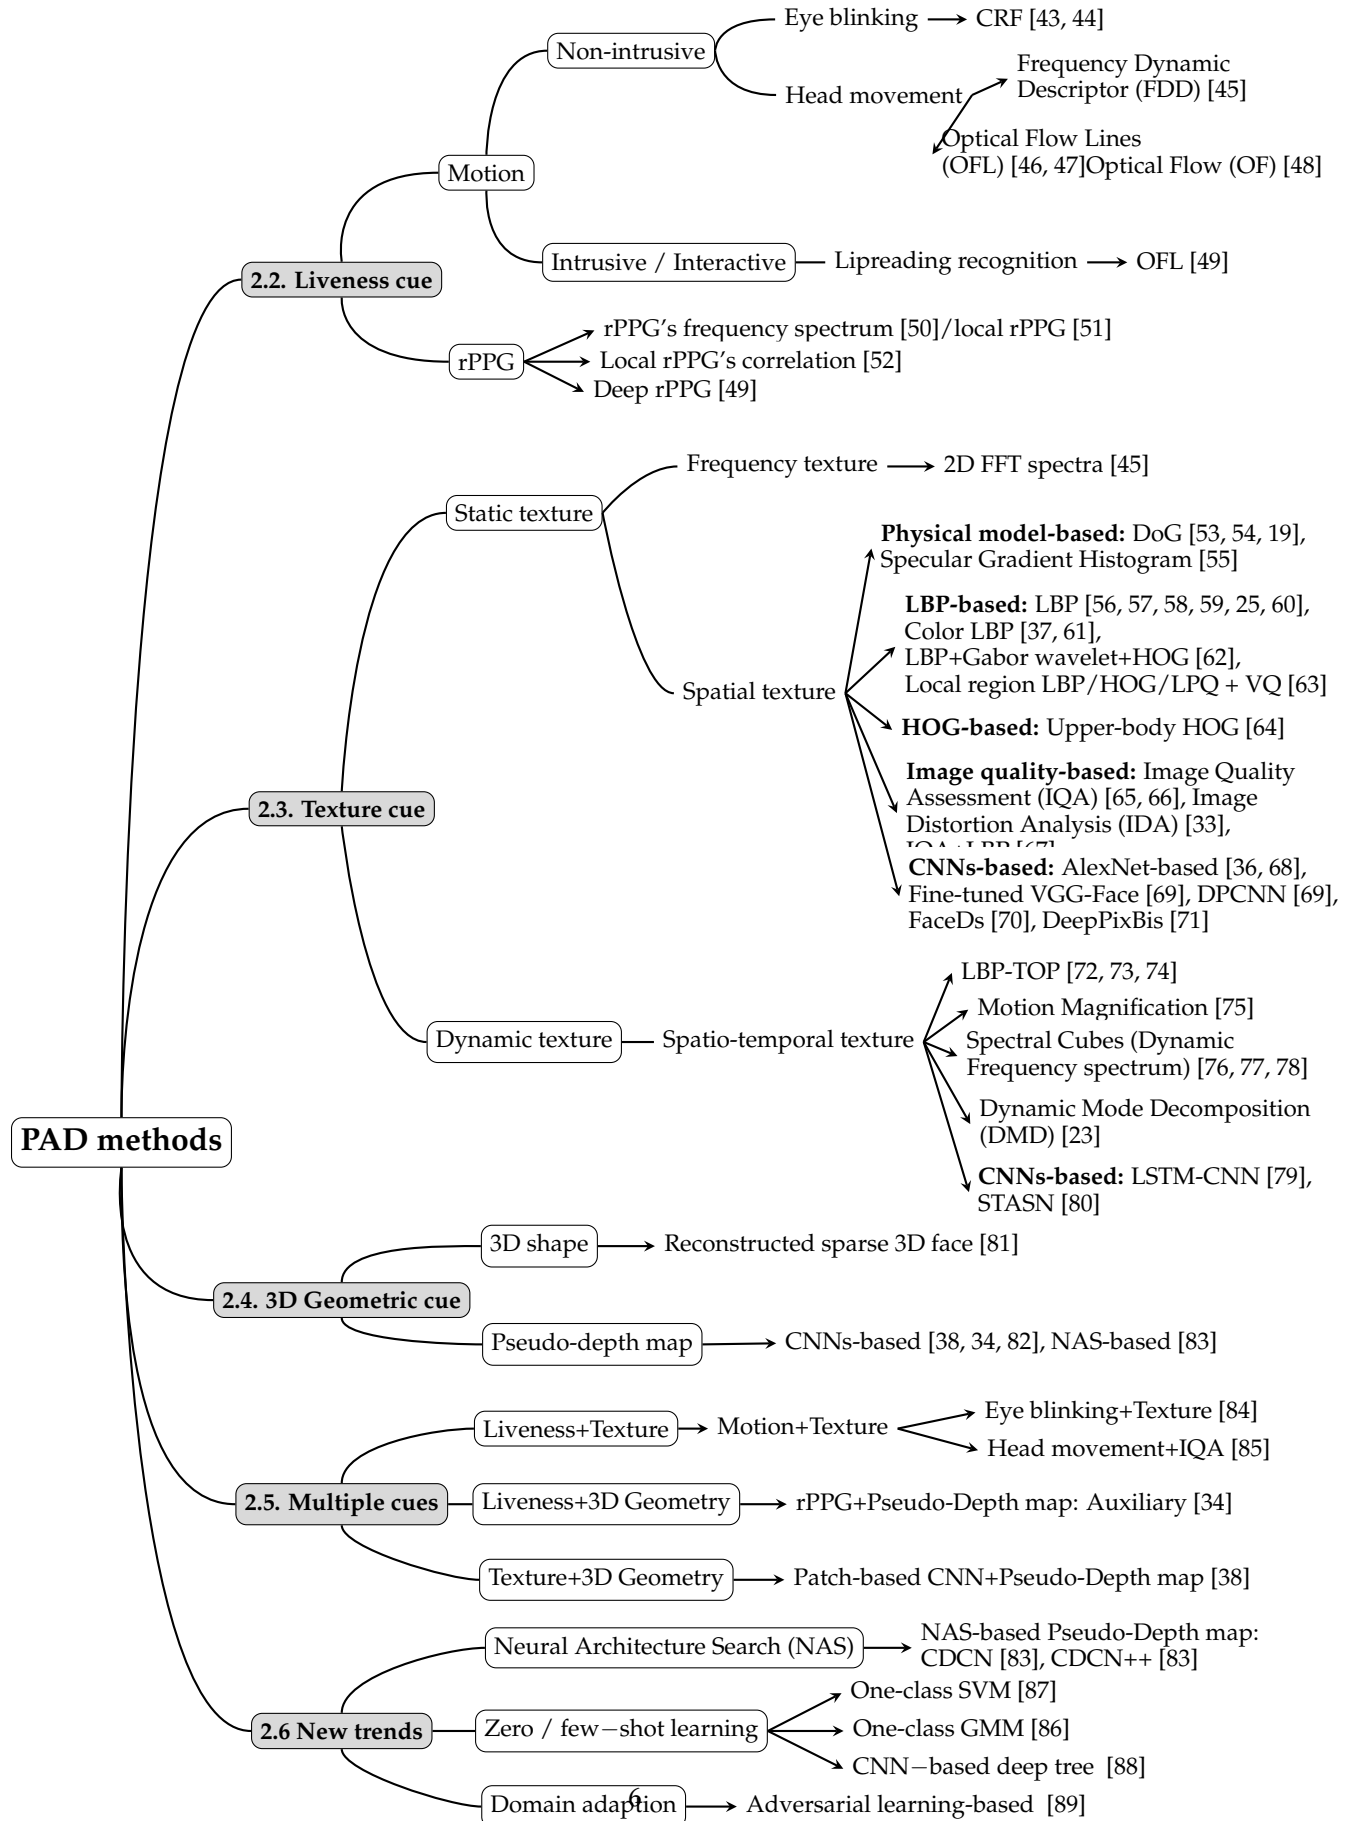 Eye blinking
CRF [43, 44]
Non-intrusive
Frequency Dynamic
Descriptor (FDD) [45]
Head movement
Optical Flow Lines
(OFL) [46, 47]Optical Flow (OF) [48]
Motion
Intrusive / Interactive
Lipreading recognition
OFL [49]
2.2. Liveness cue
rPPG's frequency spectrum [50]/local rPPG [51]
rPPG
Local rPPG's correlation [52]
Deep rPPG [49]
Frequency texture
2D FFT spectra [45]
Static texture
Physical model-based: DoG [53, 54, 19],
Specular Gradient Histogram [55]
LBP-based: LBP [56, 57, 58, 59, 25, 60],
Color LBP [37, 61],
LBP+Gabor wavelet+HOG [62],
Local region LBP/HOG/LPQ + VQ [63]
Spatial texture
HOG-based: Upper-body HOG [64]
Image quality-based: Image Quality
Assessment (IQA) [65, 66], Image
Distortion Analysis (IDA) [33],
IQA+LBP [67]
2.3. Texture cue
CNNs-based: AlexNet-based [36, 68],
Fine-tuned VGG-Face [69], DPCNN [69],
FaceDs [70], DeepPixBis [71]
LBP-TOP [72, 73, 74]
Motion Magnification [75]
Dynamic texture
Spatio-temporal texture
Spectral Cubes (Dynamic
Frequency spectrum) [76, 77, 78]
Dynamic Mode Decomposition
(DMD) [23]
CNNs-based: LSTM-CNN [79],
STASN [80]
PAD methods
3D shape
Reconstructed sparse 3D face [81]
2.4. 3D Geometric cue
Pseudo-depth map
CNNs-based [38, 34, 82], NAS-based [83]
Liveness+Texture
Motion+Texture
Eye blinking+Texture [84]
Head movement+IQA [85]
2.5. Multiple cues
Liveness+3D Geometry
rPPG+Pseudo-Depth map: Auxiliary [34]
Texture+3D Geometry
Patch-based CNN+Pseudo-Depth map [38]
Neural Architecture Search (NAS)
NAS-based Pseudo-Depth map:
CDCN [83], CDCN++ [83]
2.6 New trends
Zero / few−shot learning
One-class SVM [87]
One-class GMM [86]
CNN−based deep tree [88]
Domain adaption
Adversarial learning-based [89]
6